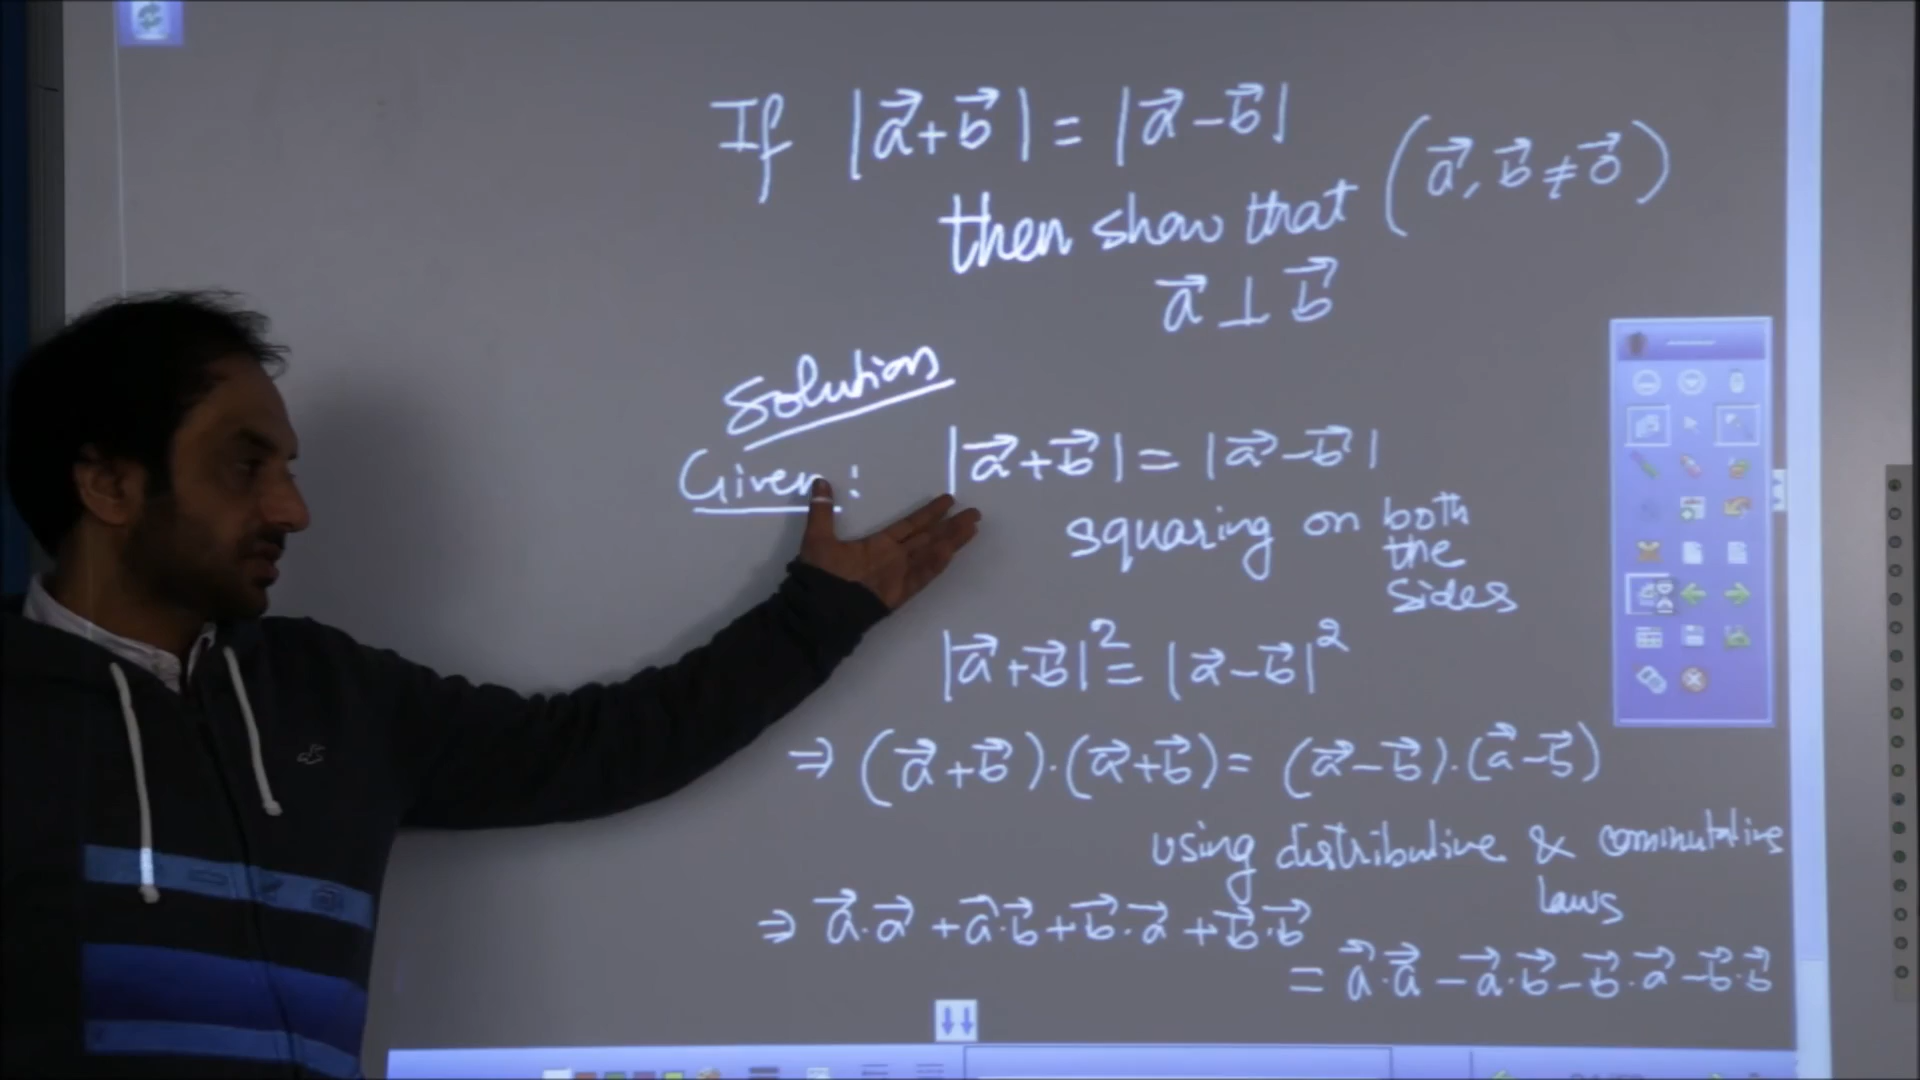 If |a⃗+b⃗| = |a⃗-b⃗|
then show that (a⃗, b⃗ ≠ 0⃗)
a⃗ ⊥ b⃗
Solution
Given: |a⃗+b⃗| = |a⃗-b⃗|
squaring on both
the
sides
|a⃗+b⃗|² = |a⃗-b⃗|²
⇒ (a⃗+b⃗)·(a⃗+b⃗) = (a⃗-b⃗)·(a⃗-b⃗)
using distributive & commutative
laws
⇒ a⃗·a⃗ + a⃗·b⃗ + b⃗·a⃗ + b⃗·b⃗
= a⃗·a⃗ - a⃗·b⃗ - b⃗·a⃗ - b⃗·b⃗